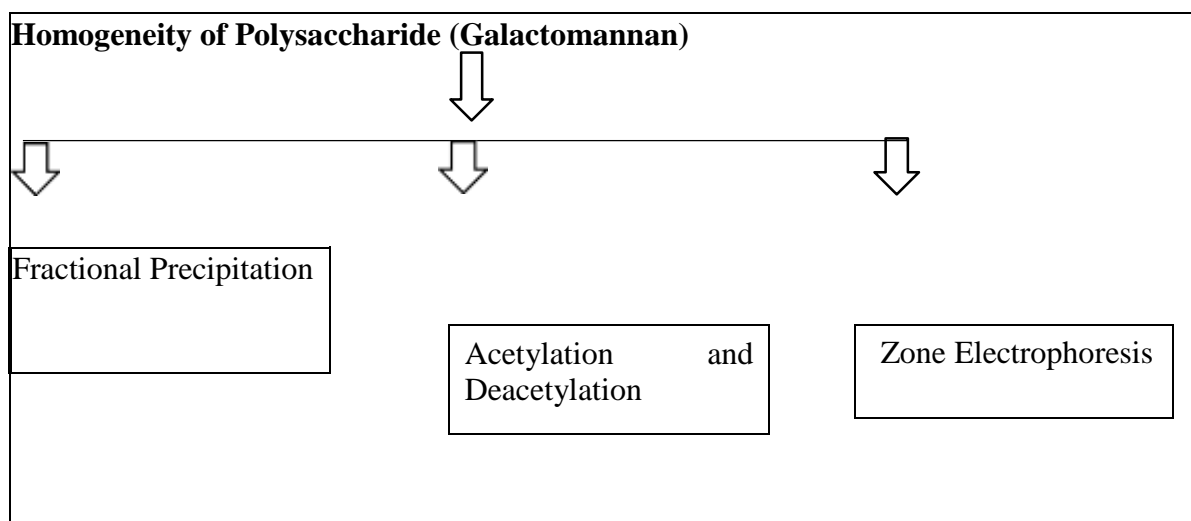 Homogeneity of Polysaccharide (Galactomannan)
Fractional Precipitation
Acetylation and
Deacetylation
Zone Electrophoresis